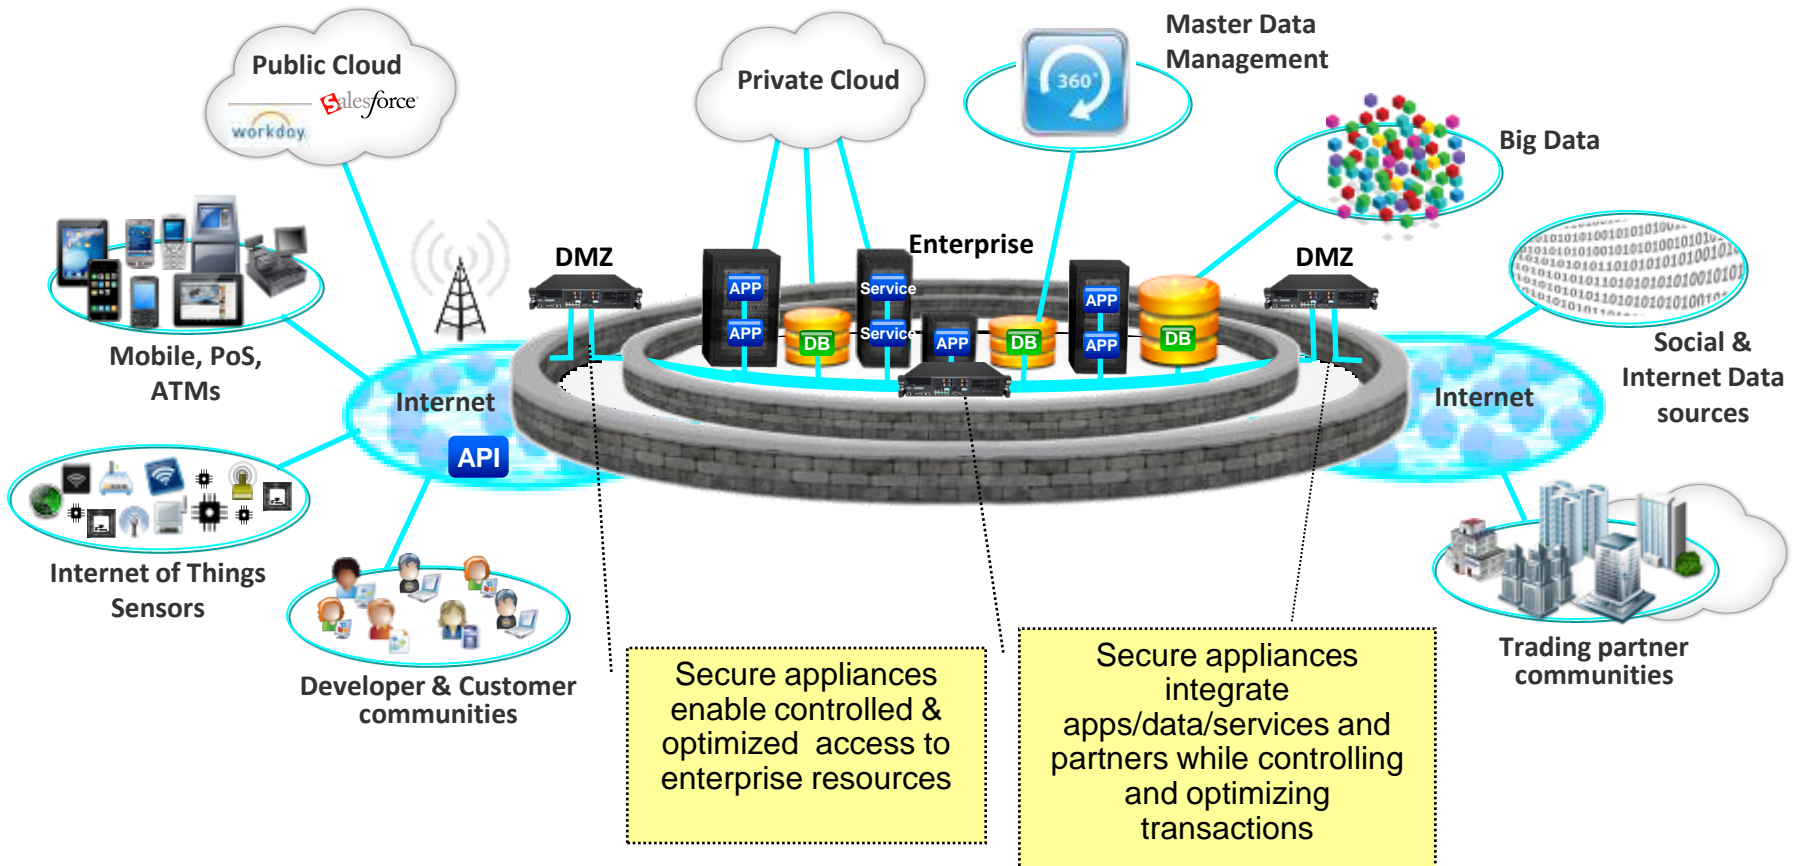 Public Cloud
salesforce
workday
Private Cloud
360°
Master Data
Management
Big Data
Mobile, PoS,
ATMs
DMZ
Enterprise
DMZ
APP
APP
DB
Service
Service
APP
DB
APP
APP
DB
Internet
API
Internet
Social &
Internet Data
sources
Internet of Things
Sensors
Developer & Customer
communities
Trading partner
communities
Secure appliances
enable controlled &
optimized access to
enterprise resources
Secure appliances
integrate
apps/data/services and
partners while controlling
and optimizing
transactions